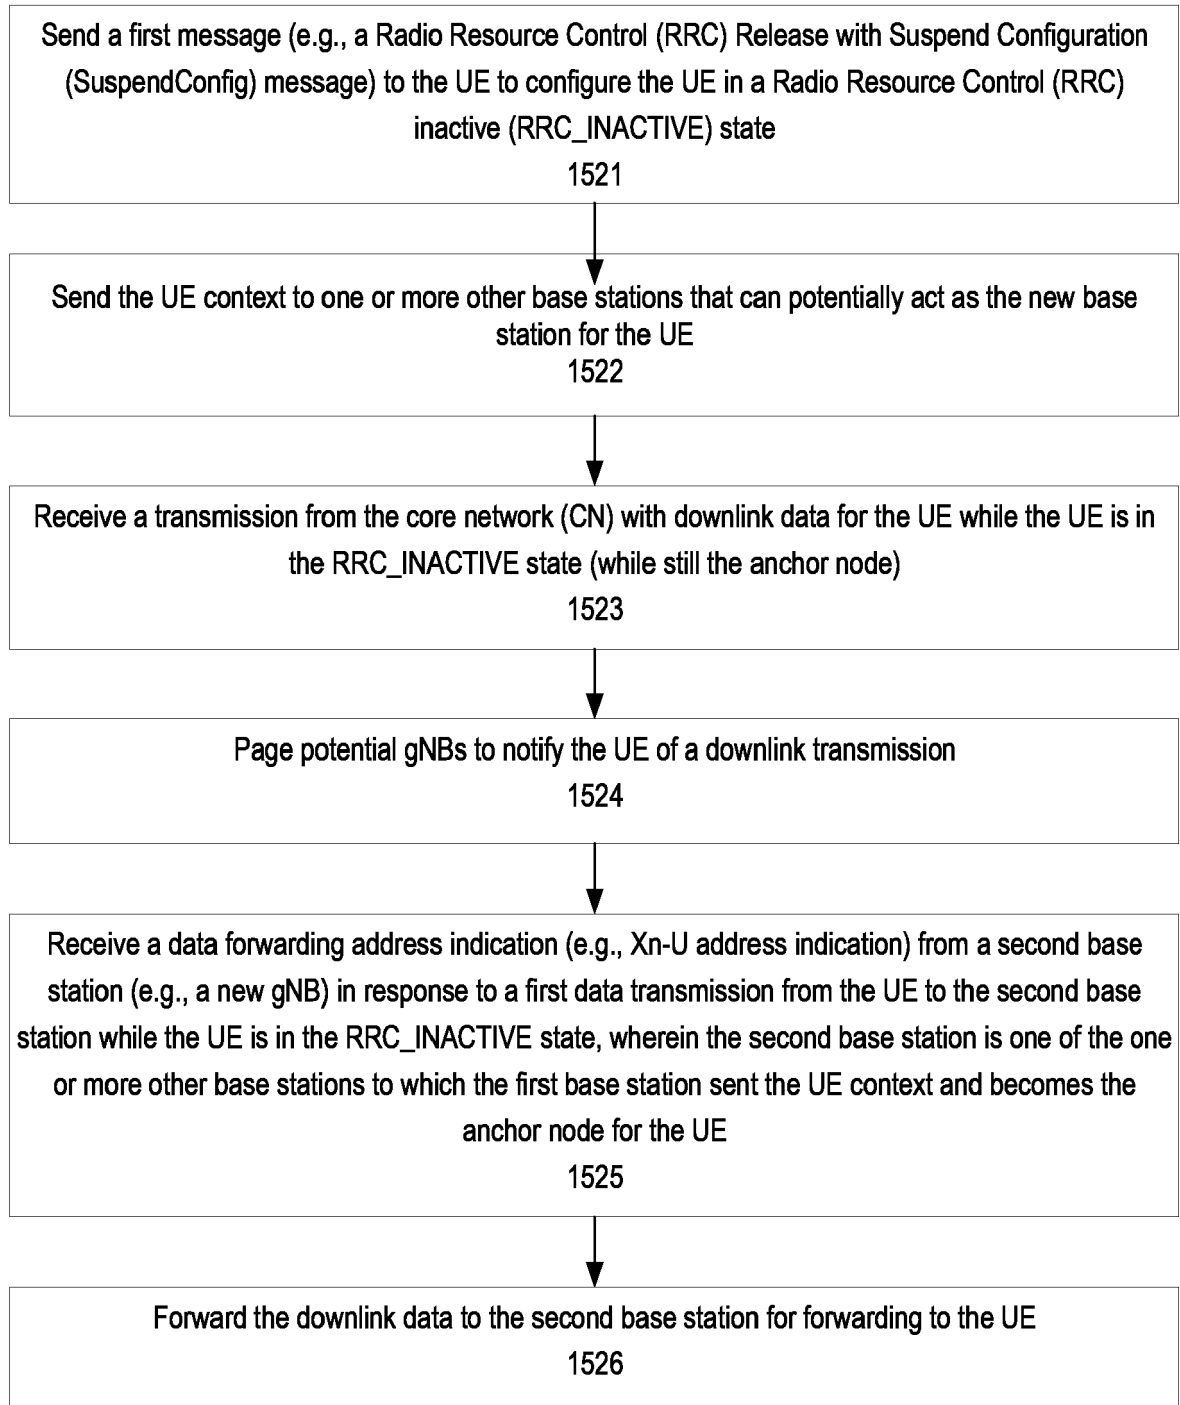 Send a first message (e.g., a Radio Resource Control (RRC) Release with Suspend Configuration
(SuspendConfig) message) to the UE to configure the UE in a Radio Resource Control (RRC)
inactive (RRC_INACTIVE) state
1521
Send the UE context to one or more other base stations that can potentially act as the new base
station for the UE
1522
Receive a transmission from the core network (CN) with downlink data for the UE while the UE is in
the RRC_INACTIVE state (while still the anchor node)
1523
Page potential gNBs to notify the UE of a downlink transmission
1524
Receive a data forwarding address indication (e.g., Xn-U address indication) from a second base
station (e.g., a new gNB) in response to a first data transmission from the UE to the second base
station while the UE is in the RRC_INACTIVE state, wherein the second base station is one of the one
or more other base stations to which the first base station sent the UE context and becomes the
anchor node for the UE
1525
Forward the downlink data to the second base station for forwarding to the UE
1526